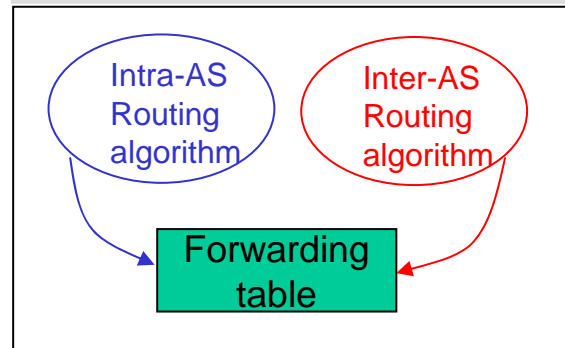 Intra-AS
Routing
algorithm
Inter-AS
Routing
algorithm
Forwarding
table